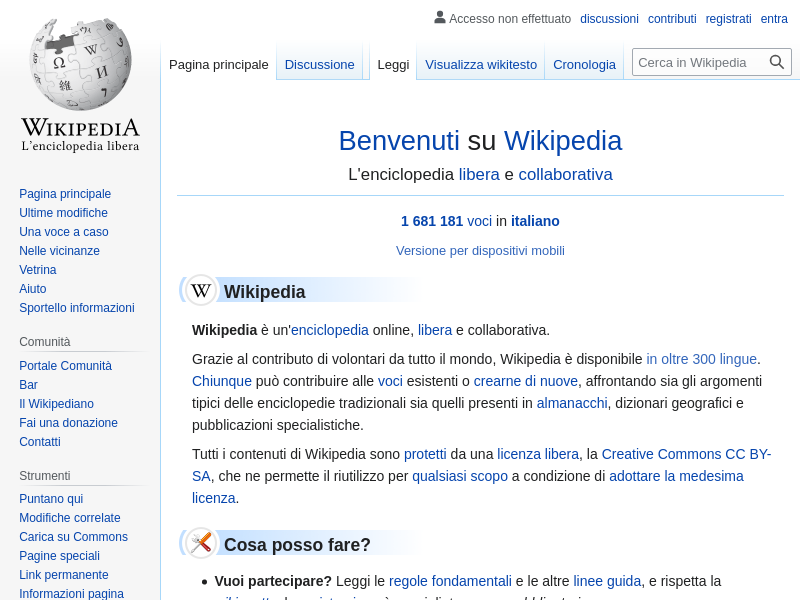 Accesso non effettuato discussioni contributi registrati entra
Pagina principale Discussione Leggi Visualizza wikitesto Cronologia Cerca in Wikipedia
Ω W И 維 7
WIKIPEDIA
L'enciclopedia libera
Pagina principale
Ultime modifiche
Una voce a caso
Nelle vicinanze
Vetrina
Aiuto
Sportello informazioni
Comunità
Portale Comunità
Bar
Il Wikipediano
Fai una donazione
Contatti
Strumenti
Puntano qui
Modifiche correlate
Carica su Commons
Pagine speciali
Link permanente
Informazioni pagina
Benvenuti su Wikipedia
L'enciclopedia libera e collaborativa
1 681 181 voci in italiano
Versione per dispositivi mobili
W Wikipedia
Wikipedia è un'enciclopedia online, libera e collaborativa.
Grazie al contributo di volontari da tutto il mondo, Wikipedia è disponibile in oltre 300 lingue.
Chiunque può contribuire alle voci esistenti o crearne di nuove, affrontando sia gli argomenti
tipici delle enciclopedie tradizionali sia quelli presenti in almanacchi, dizionari geografici e
pubblicazioni specialistiche.
Tutti i contenuti di Wikipedia sono protetti da una licenza libera, la Creative Commons CC BY-
SA, che ne permette il riutilizzo per qualsiasi scopo a condizione di adottare la medesima
licenza.
Cosa posso fare?
• Vuoi partecipare? Leggi le regole fondamentali e le altre linee guida, e rispetta la